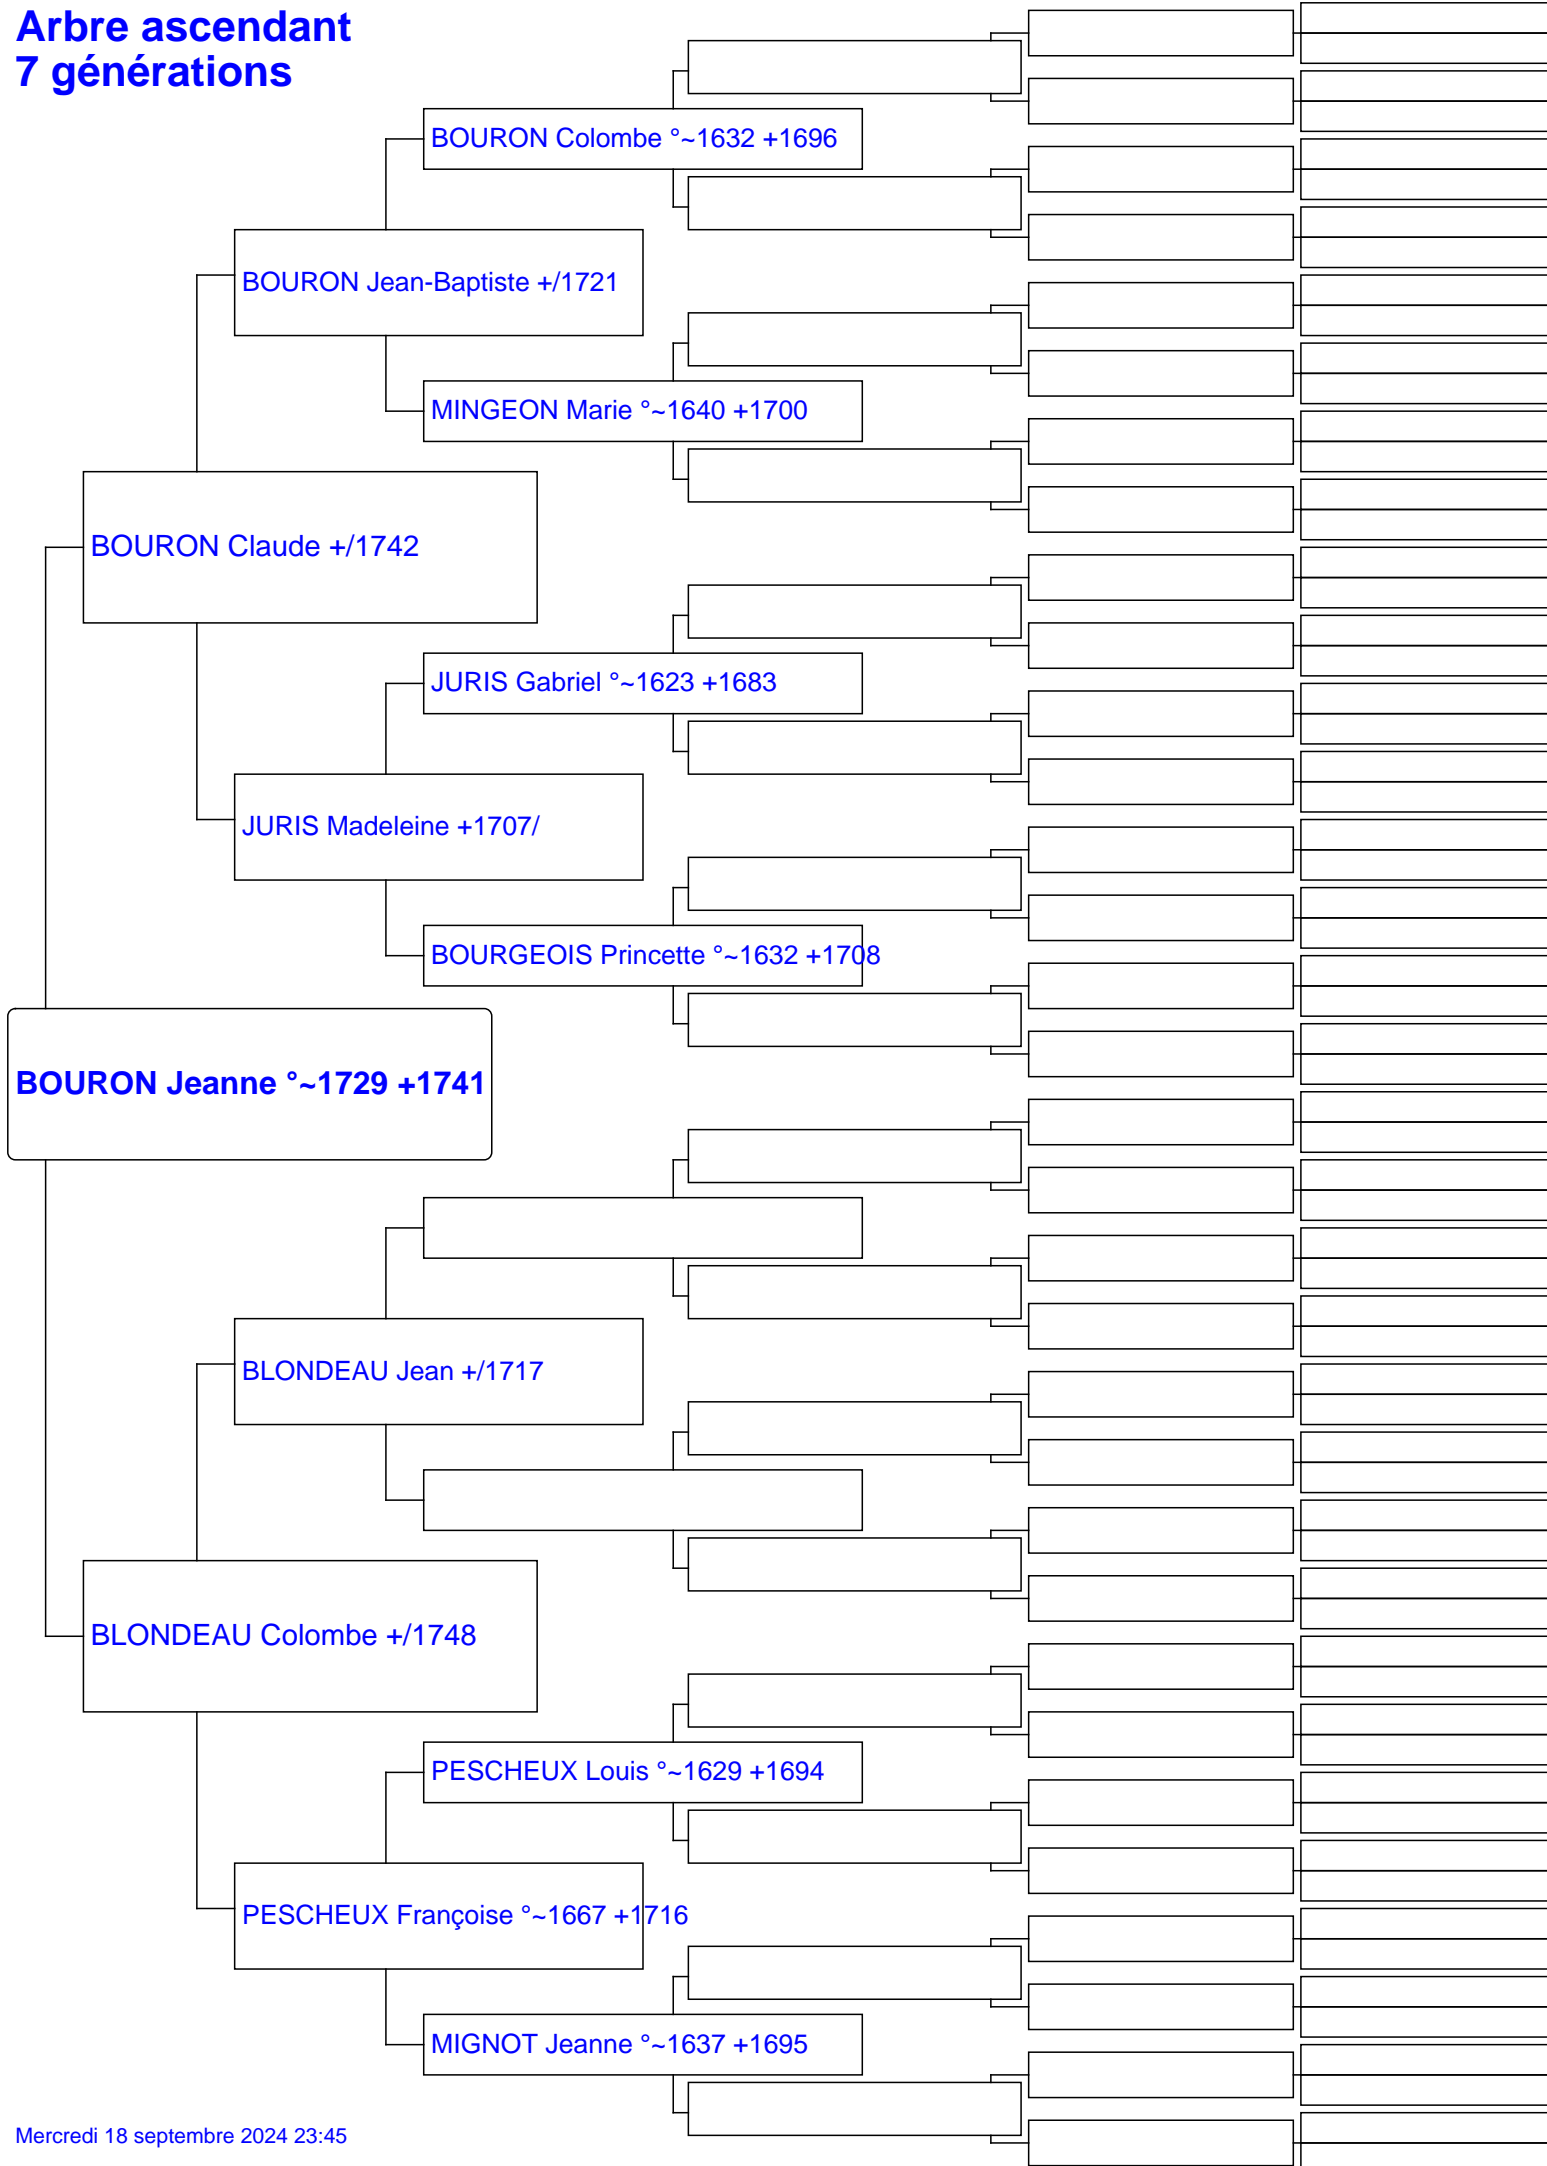 Arbre ascendant
7 générations
BOURON Colombe °~1632 +1696
BOURON Jean-Baptiste +/1721
MINGEON Marie °~1640 +1700
BOURON Claude +/1742
JURIS Gabriel °~1623 +1683
JURIS Madeleine +1707/
BOURGEOIS Princette °~1632 +1708
BOURON Jeanne °~1729 +1741
BLONDEAU Jean +/1717
BLONDEAU Colombe +/1748
PESCHEUX Louis °~1629 +1694
PESCHEUX Françoise °~1667 +1716
MIGNOT Jeanne °~1637 +1695
Mercredi 18 septembre 2024 23:45